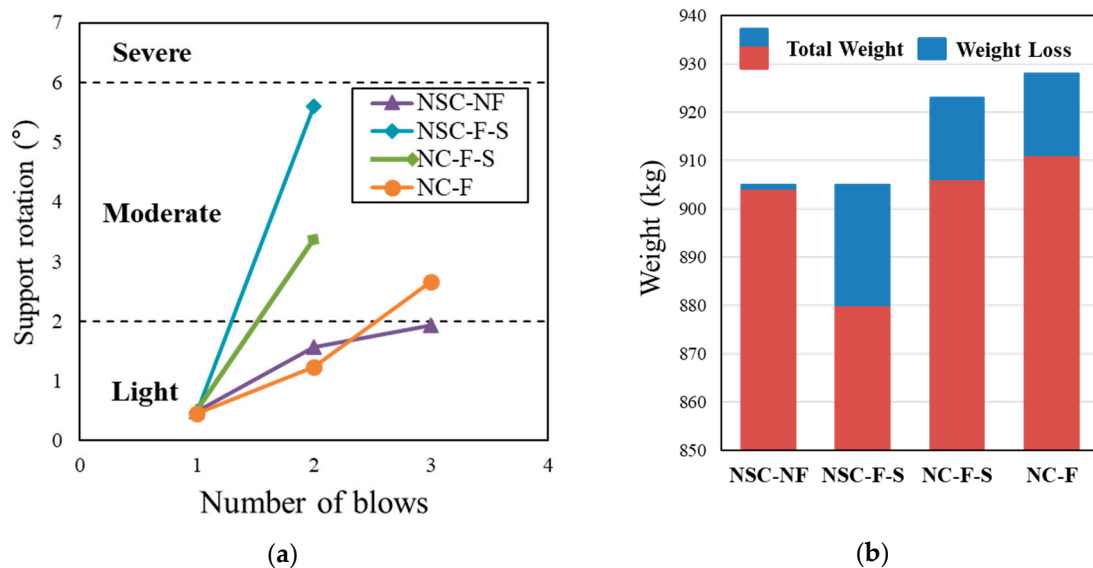 7
6
5
4
3
2
1
0
Support rotation (°)
Severe
Moderate
Light
NSC-NF
NSC-F-S
NC-F-S
NC-F
0 1 2 3 4
Number of blows
(a)
940
930
920
910
900
890
880
870
860
850
Weight (kg)
Total Weight Weight Loss
NSC-NF NSC-F-S NC-F-S NC-F
(b)